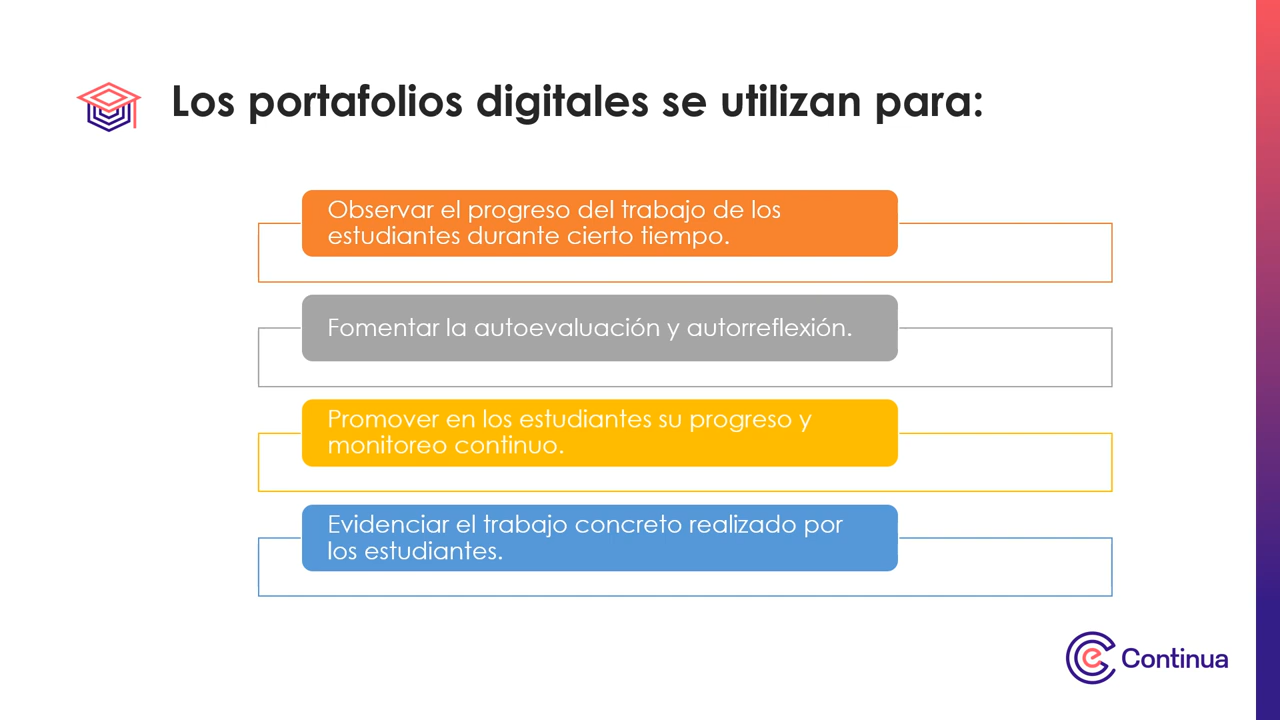 Los portafolios digitales se utilizan para:
Observar el progreso del trabajo de los
estudiantes durante cierto tiempo.
Fomentar la autoevaluación y autorreflexión.
Promover en los estudiantes su progreso y
monitoreo continuo.
Evidenciar el trabajo concreto realizado por
los estudiantes.
e Continua